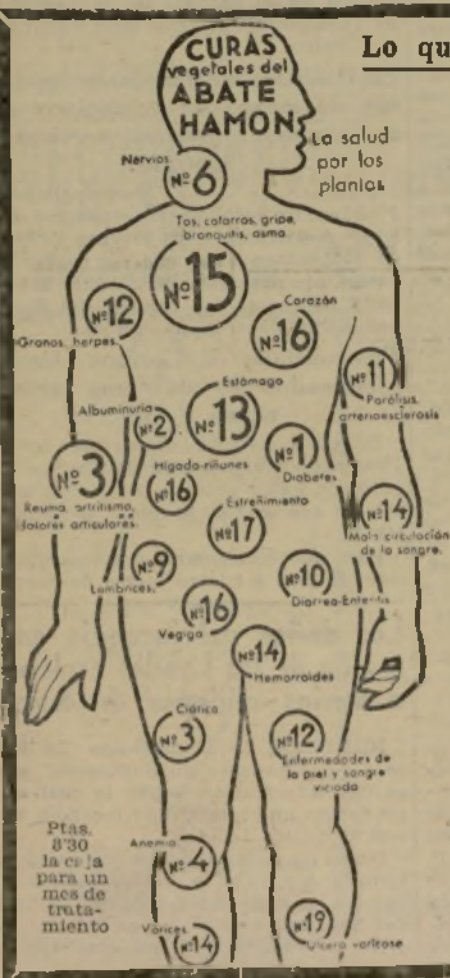 CURAS
vegetales del
ABATE
HAMON
Lo qu
La salud
por las
plantas
Nervios
Nº6
Tos, catarros, gripe,
bronquitis, asma.
Nº15
Nº12
Granos, herpes.
Corazón
Nº16
Nº11
Parálisis,
arterioesclerosis
Estómago
Nº13
Albuminuria
Nº2
Nº1
Diabetes
Nº3
Reuma, artritismo,
dolores articulares.
Hígado-riñones
Nº16
Estreñimiento
Nº17
Nº14
Mala circulación
de la sangre.
Nº9
Lombrices.
Nº10
Diarrea-Enteritis
Nº16
Vegiga
Nº14
Hemorroides
Ciática
Nº3
Nº12
Enfermedades de
la piel y sangre
viciada
Ptas.
8'30
la caja
para un
mes de
trata-
miento
Anemia
Nº4
Várices
Nº14
Nº19
Úlcera varicosa